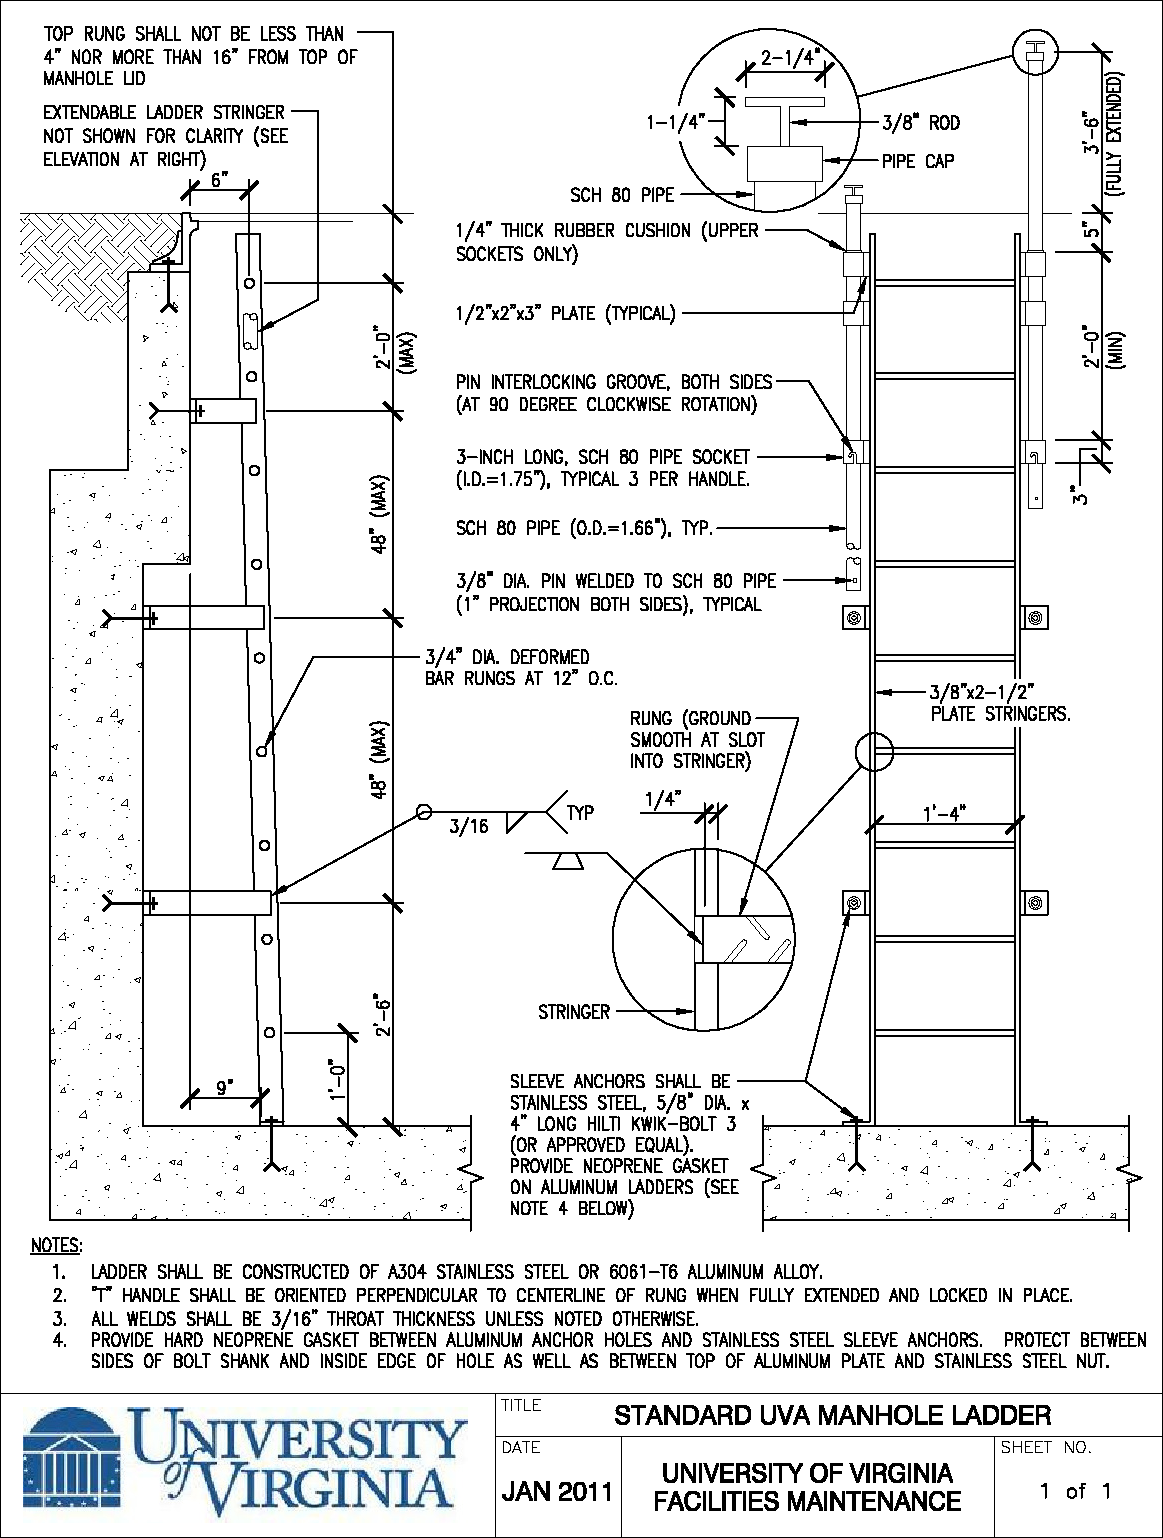 TOP RUNG SHALL NOT BE LESS THAN
4" NOR MORE THAN 16" FROM TOP OF
MANHOLE LID
EXTENDABLE LADDER STRINGER
NOT SHOWN FOR CLARITY (SEE
ELEVATION AT RIGHT)
6"
2'-0"
(MAX)
48" (MAX)
48" (MAX)
2'-6"
1'-0"
9"
2-1/4"
1-1/4"
3/8" ROD
PIPE CAP
SCH 80 PIPE
3'-6"
(FULLY EXTENDED)
5"
2'-0"
(MIN)
3"
1/4" THICK RUBBER CUSHION (UPPER
SOCKETS ONLY)
1/2"x2"x3" PLATE (TYPICAL)
PIN INTERLOCKING GROOVE, BOTH SIDES
(AT 90 DEGREE CLOCKWISE ROTATION)
3-INCH LONG, SCH 80 PIPE SOCKET
(I.D.=1.75"), TYPICAL 3 PER HANDLE.
SCH 80 PIPE (O.D.=1.66"), TYP.
3/8" DIA. PIN WELDED TO SCH 80 PIPE
(1" PROJECTION BOTH SIDES), TYPICAL
3/4" DIA. DEFORMED
BAR RUNGS AT 12" O.C.
3/8"x2-1/2"
PLATE STRINGERS.
RUNG (GROUND
SMOOTH AT SLOT
INTO STRINGER)
1/4"
3/16
TYP
1'-4"
STRINGER
SLEEVE ANCHORS SHALL BE
STAINLESS STEEL, 5/8" DIA. x
4" LONG HILTI KWIK-BOLT 3
(OR APPROVED EQUAL).
PROVIDE NEOPRENE GASKET
ON ALUMINUM LADDERS (SEE
NOTE 4 BELOW)
NOTES:
1. LADDER SHALL BE CONSTRUCTED OF A304 STAINLESS STEEL OR 6061-T6 ALUMINUM ALLOY.
2. "T" HANDLE SHALL BE ORIENTED PERPENDICULAR TO CENTERLINE OF RUNG WHEN FULLY EXTENDED AND LOCKED IN PLACE.
3. ALL WELDS SHALL BE 3/16" THROAT THICKNESS UNLESS NOTED OTHERWISE.
4. PROVIDE HARD NEOPRENE GASKET BETWEEN ALUMINUM ANCHOR HOLES AND STAINLESS STEEL SLEEVE ANCHORS. PROTECT BETWEEN
SIDES OF BOLT SHANK AND INSIDE EDGE OF HOLE AS WELL AS BETWEEN TOP OF ALUMINUM PLATE AND STAINLESS STEEL NUT.
UNIVERSITY
of VIRGINIA
TITLE
STANDARD UVA MANHOLE LADDER
DATE
JAN 2011
UNIVERSITY OF VIRGINIA
FACILITIES MAINTENANCE
SHEET NO.
1 of 1